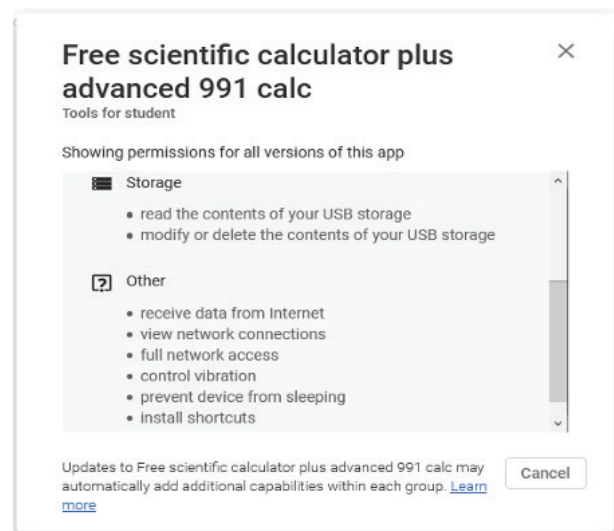 Free scientific calculator plus
advanced 991 calc
Tools for student
Showing permissions for all versions of this app
Storage
• read the contents of your USB storage
• modify or delete the contents of your USB storage
Other
• receive data from Internet
• view network connections
• full network access
• control vibration
• prevent device from sleeping
• install shortcuts
Updates to Free scientific calculator plus advanced 991 calc may
automatically add additional capabilities within each group. Learn
more
Cancel